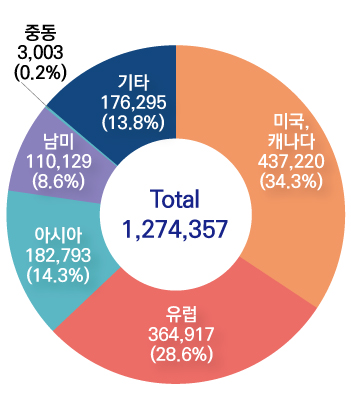 중동
3,003
(0.2%)
기타
176,295
(13.8%)
미국,
캐나다
437,220
(34.3%)
남미
110,129
(8.6%)
Total
1,274,357
아시아
182,793
(14.3%)
유럽
364,917
(28.6%)